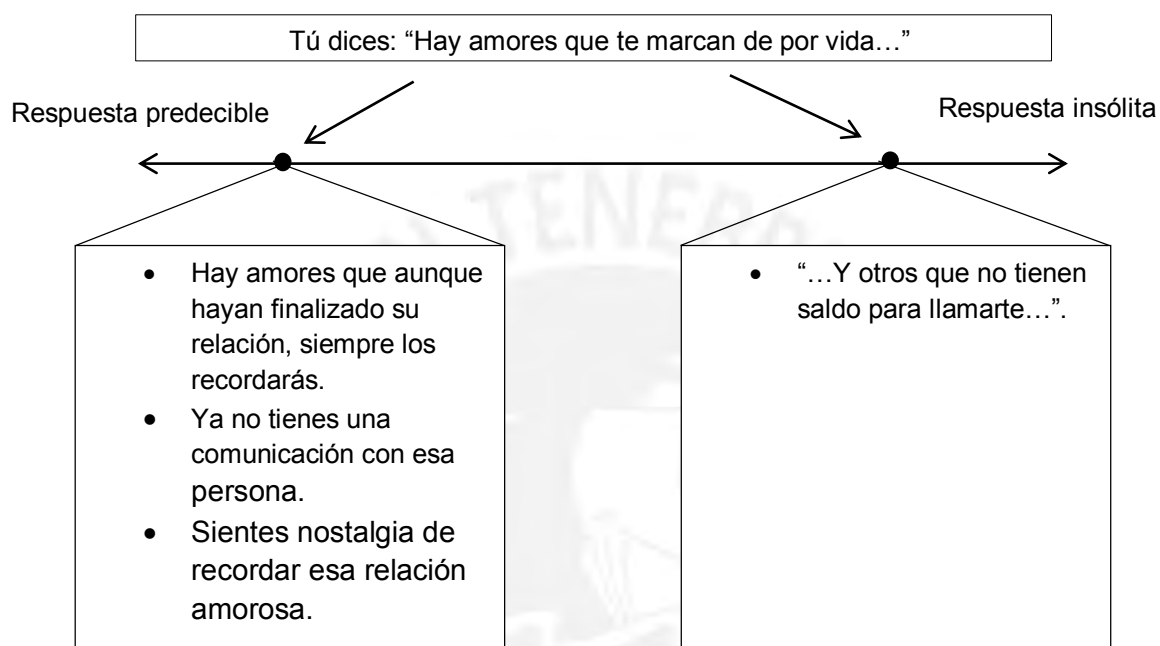 Tú dices: “Hay amores que te marcan de por vida…”
Respuesta predecible
Respuesta insólita
• Hay amores que aunque
hayan finalizado su
relación, siempre los
recordarás.
• Ya no tienes una
comunicación con esa
persona.
• Sientes nostalgia de
recordar esa relación
amorosa.
• “…Y otros que no tienen
saldo para llamarte…”.